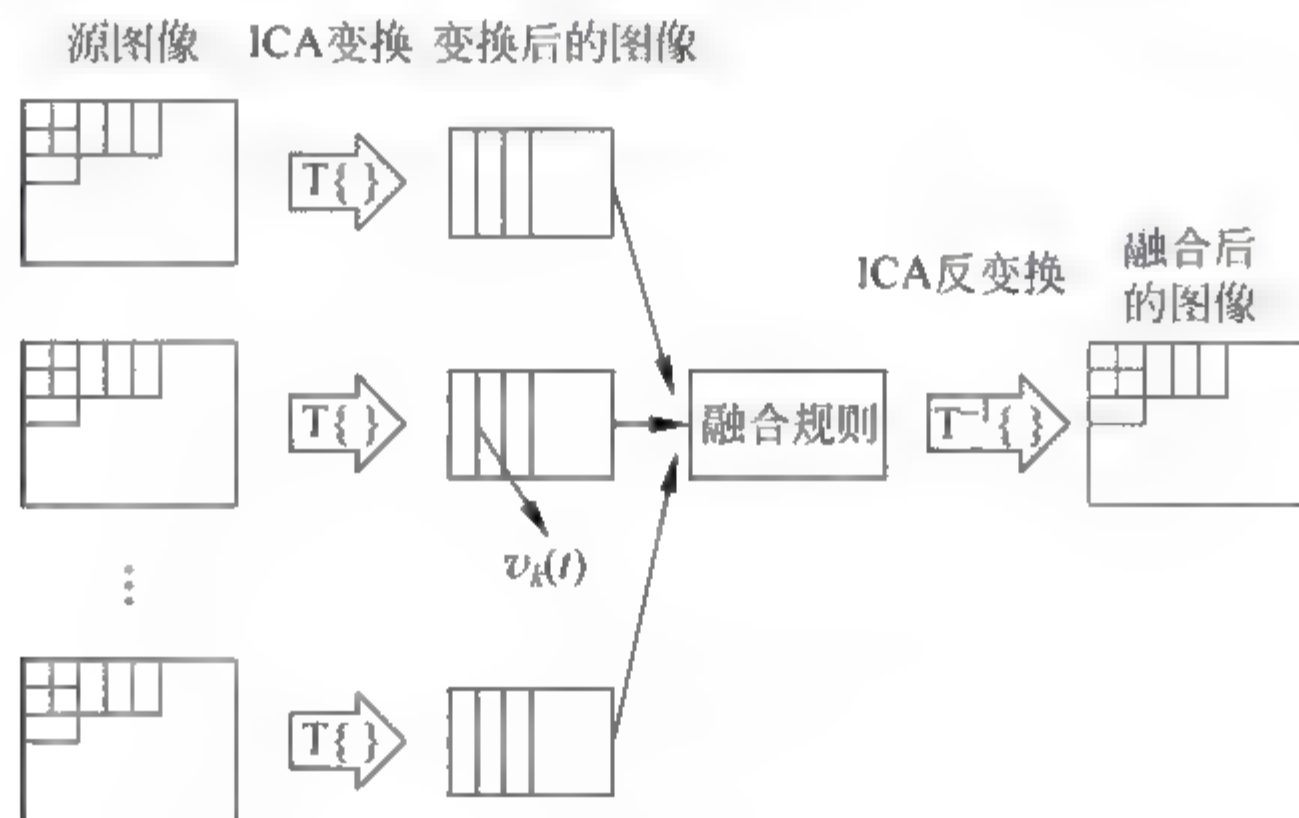 源图像 ICA变换 变换后的图像
T{ }
ICA反变换
融合后
的图像
T{ }
融合规则
T⁻¹{ }
v_k(t)
⋮
T{ }